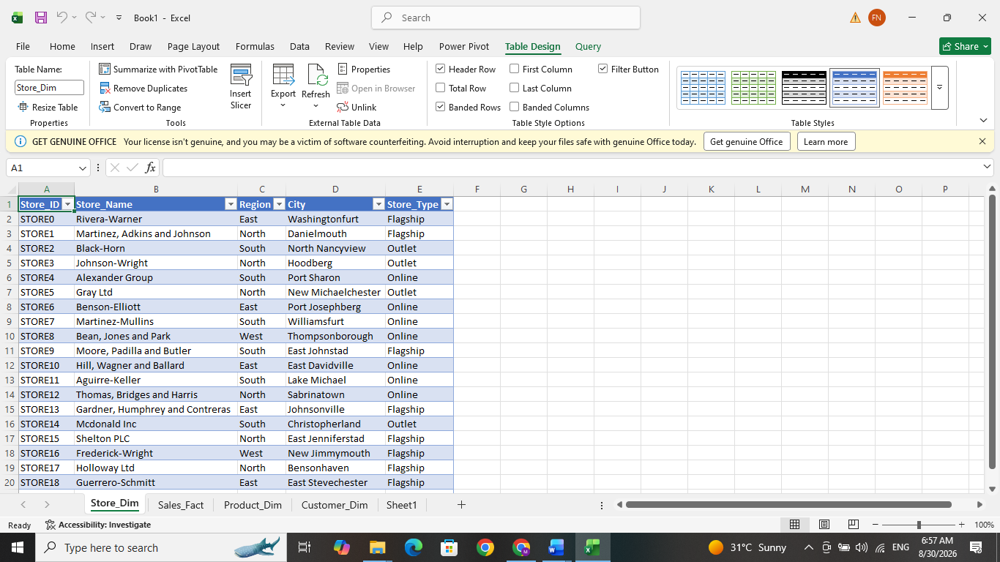 Book1 - Excel
Search
FN
File Home Insert Draw Page Layout Formulas Data Review View Help Power Pivot Table Design Query
Share
Table Name:
Store_Dim
Resize Table
Properties
Summarize with PivotTable
Remove Duplicates
Convert to Range
Tools
Insert
Slicer
Export
Refresh
Properties
Open in Browser
Unlink
External Table Data
Header Row First Column Filter Button
Total Row Last Column
Banded Rows Banded Columns
Table Style Options
Table Styles
GET GENUINE OFFICE Your license isn't genuine, and you may be a victim of software counterfeiting. Avoid interruption and keep your files safe with genuine Office today. Get genuine Office Learn more
A1 fx
A B C D E F G H I J K L M N O P
1 Store_ID Store_Name Region City Store_Type
2 STORE0 Rivera-Warner East Washingtonfurt Flagship
3 STORE1 Martinez, Adkins and Johnson North Danielmouth Flagship
4 STORE2 Black-Horn South North Nancyview Outlet
5 STORE3 Johnson-Wright North Hoodberg Outlet
6 STORE4 Alexander Group South Port Sharon Online
7 STORE5 Gray Ltd North New Michaelchester Outlet
8 STORE6 Benson-Elliott East Port Josephberg Online
9 STORE7 Martinez-Mullins South Williamsfurt Online
10 STORE8 Bean, Jones and Park West Thompsonborough Online
11 STORE9 Moore, Padilla and Butler South East Johnstad Flagship
12 STORE10 Hill, Wagner and Ballard East East Davidville Online
13 STORE11 Aguirre-Keller South Lake Michael Online
14 STORE12 Thomas, Bridges and Harris North Sabrinatown Online
15 STORE13 Gardner, Humphrey and Contreras East Johnsonville Flagship
16 STORE14 Mcdonald Inc South Christopherland Outlet
17 STORE15 Shelton PLC North East Jenniferstad Flagship
18 STORE16 Frederick-Wright West New Jimmymouth Flagship
19 STORE17 Holloway Ltd North Bensonhaven Flagship
20 STORE18 Guerrero-Schmitt East East Stevechester Flagship
Store_Dim Sales_Fact Product_Dim Customer_Dim Sheet1
Ready Accessibility: Investigate 100%
Type here to search
31°C Sunny
ENG
6:57 AM
8/30/2026